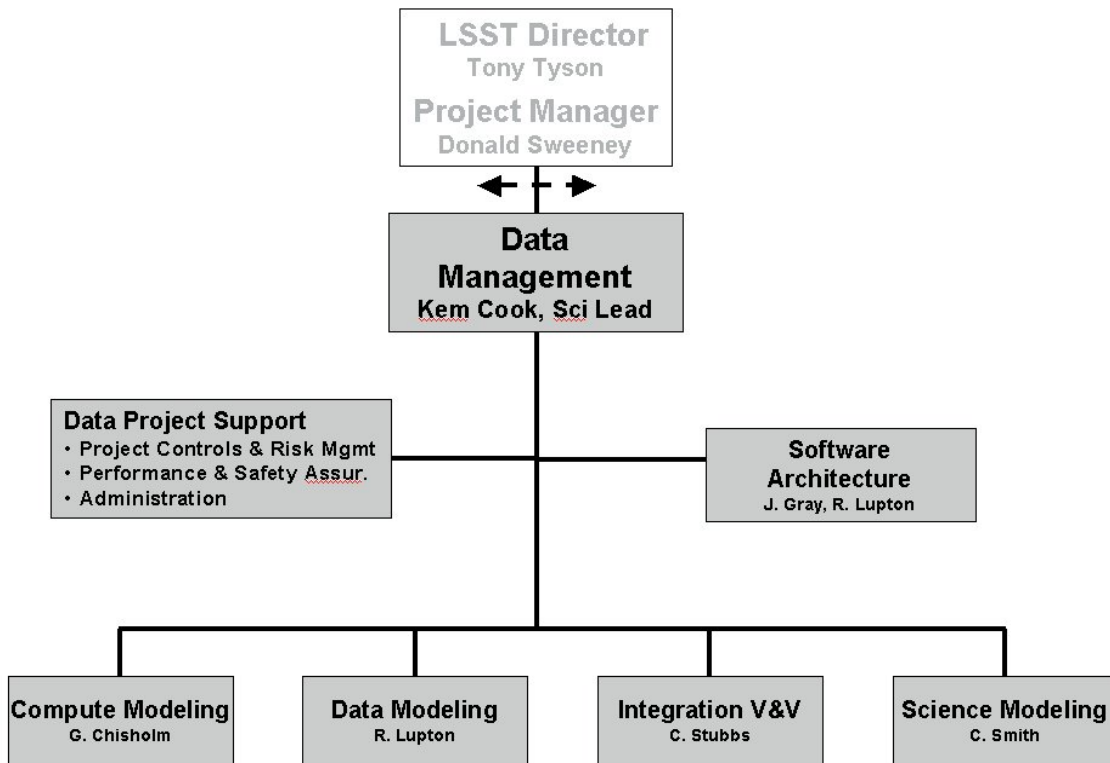 LSST Director
Tony Tyson
Project Manager
Donald Sweeney
Data
Management
Kem Cook, Sci Lead
Data Project Support
• Project Controls & Risk Mgmt
• Performance & Safety Assur.
• Administration
Software
Architecture
J. Gray, R. Lupton
Compute Modeling
G. Chisholm
Data Modeling
R. Lupton
Integration V&V
C. Stubbs
Science Modeling
C. Smith